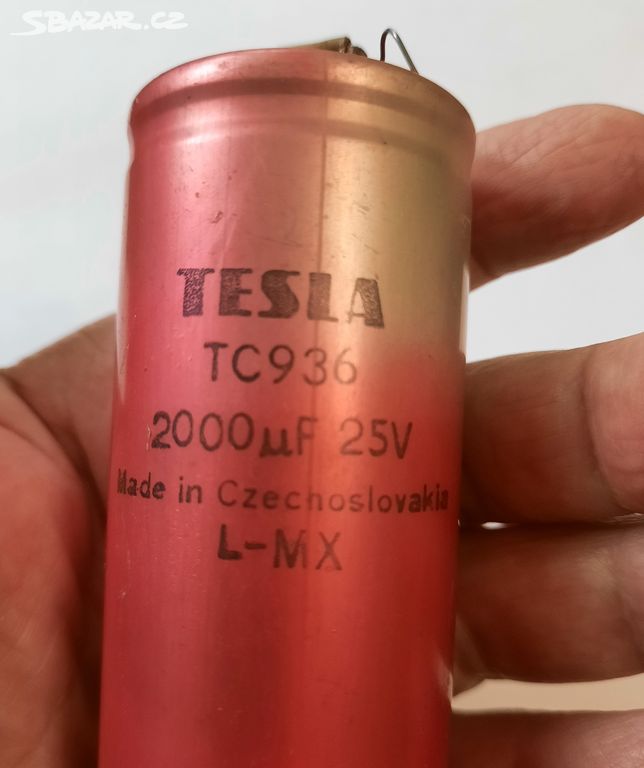 SBAZAR.CZ
TESLA
TC936
2000µF 25V
Made in Czechoslovakia
L-MX